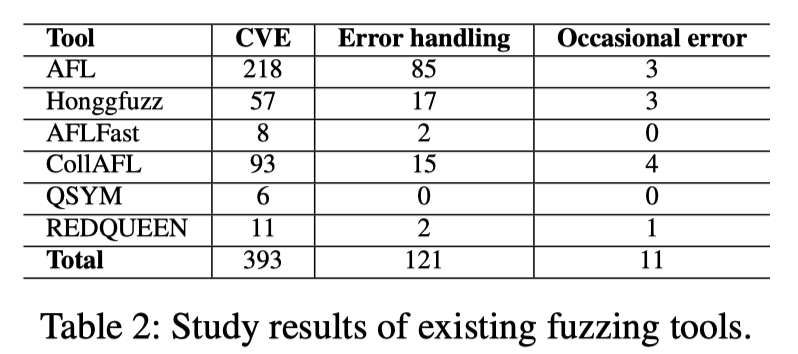 Tool CVE Error handling Occasional error
AFL 218 85 3
Honggfuzz 57 17 3
AFLFast 8 2 0
CollAFL 93 15 4
QSYM 6 0 0
REDQUEEN 11 2 1
Total 393 121 11
Table 2: Study results of existing fuzzing tools.